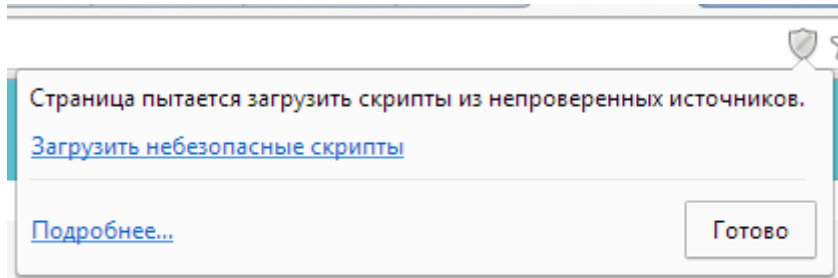 Страница пытается загрузить скрипты из непроверенных источников.
Загрузить небезопасные скрипты
Подробнее...
Готово